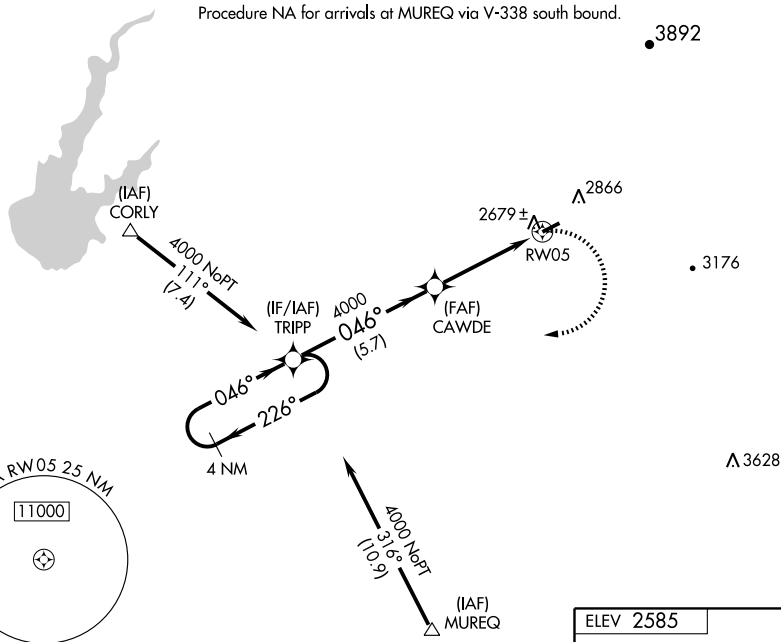 Procedure NA for arrivals at MUREQ via V-338 south bound.
3892
(IAF)
CORLY
4000 NoPT
111°
(7.4)
2866
2679 ±
RW05
3176
(IF/IAF)
TRIPP
4000
046°
(5.7)
(FAF)
CAWDE
046°
226°
4 NM
RW05 25 NM
11000
3628
4000 NoPT
316°
(10.9)
(IAF)
MUREQ
ELEV 2585